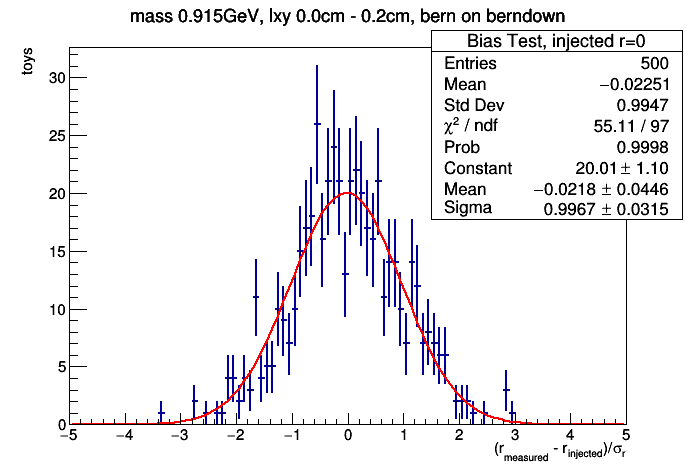 mass 0.915GeV, lxy 0.0cm - 0.2cm, bern on berndown
Bias Test, injected r=0
Entries 500
Mean −0.02251
Std Dev 0.9947
χ² / ndf 55.11 / 97
Prob 0.9998
Constant 20.01 ± 1.10
Mean −0.0218 ± 0.0446
Sigma 0.9967 ± 0.0315
toys
30
25
20
15
10
5
0
−5 −4 −3 −2 −1 0 1 2 3 4 5
(r_measured - r_injected)/σ_r